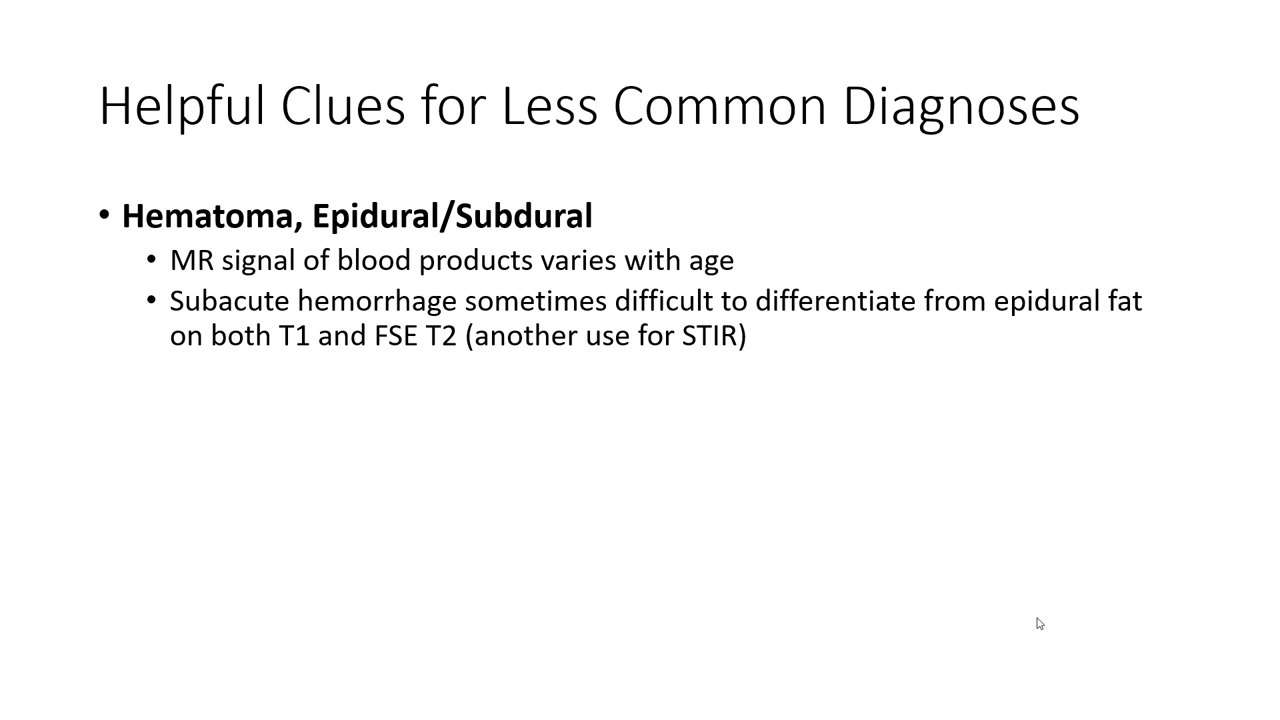 Helpful Clues for Less Common Diagnoses
• Hematoma, Epidural/Subdural
• MR signal of blood products varies with age
• Subacute hemorrhage sometimes difficult to differentiate from epidural fat
on both T1 and FSE T2 (another use for STIR)